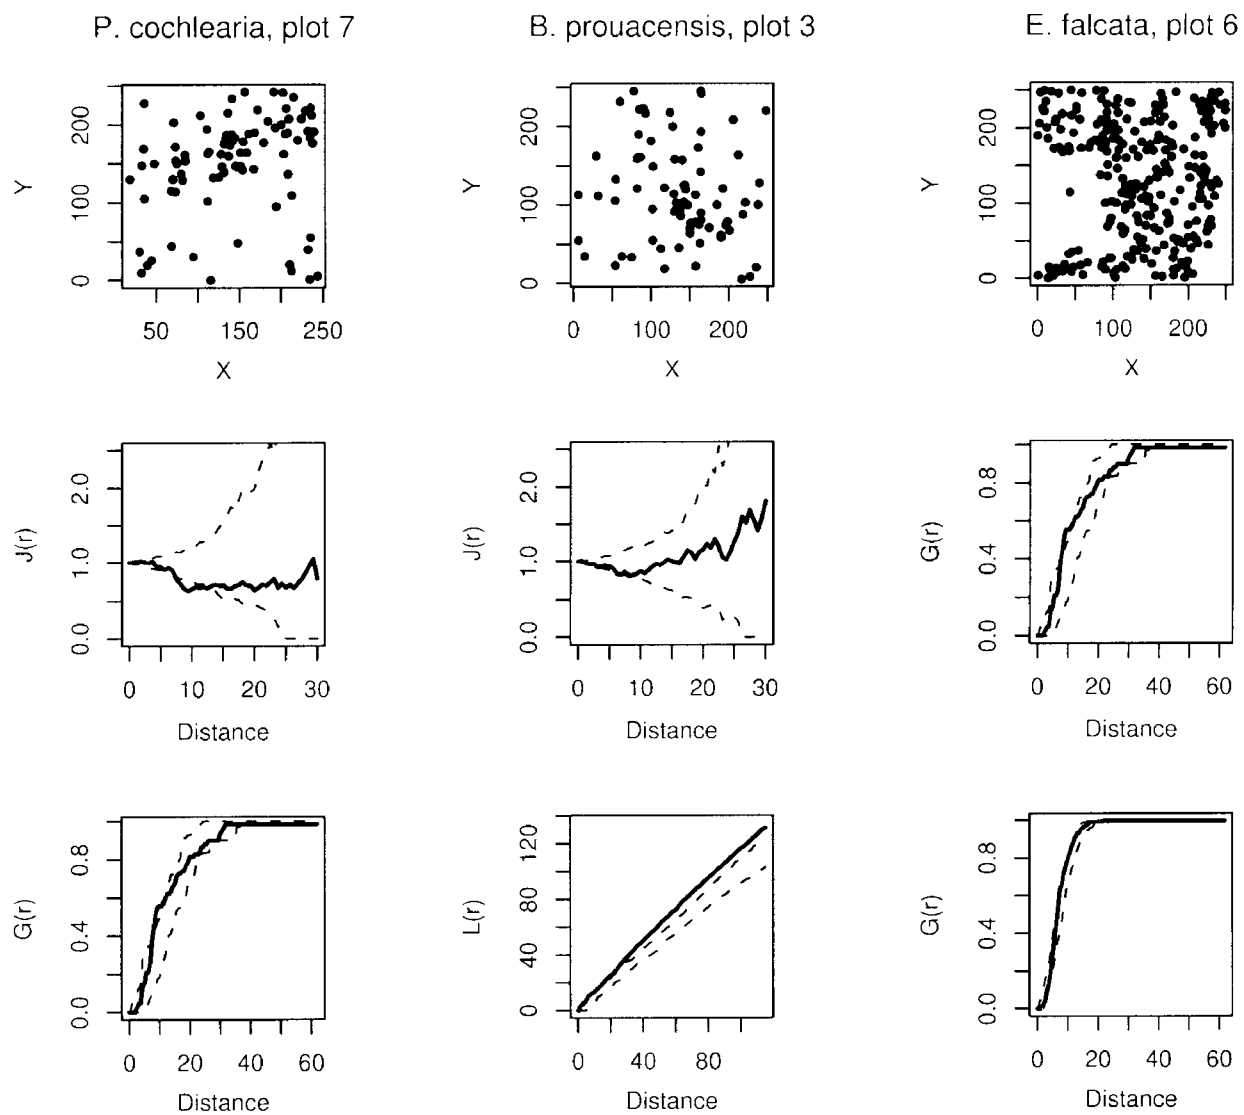 P. cochlearia, plot 7
B. prouacensis, plot 3
E. falcata, plot 6
Y
200
100
0
50
150
250
X
Y
200
100
0
0
100
200
X
Y
200
100
0
0
100
200
X
J(r)
2.0
1.0
0.0
0
10
20
30
Distance
J(r)
2.0
1.0
0.0
0
10
20
30
Distance
G(r)
0.8
0.4
0.0
0
20
40
60
Distance
G(r)
0.8
0.4
0.0
0
20
40
60
Distance
L(r)
120
80
40
0
0
40
80
Distance
G(r)
0.8
0.4
0.0
0
20
40
60
Distance